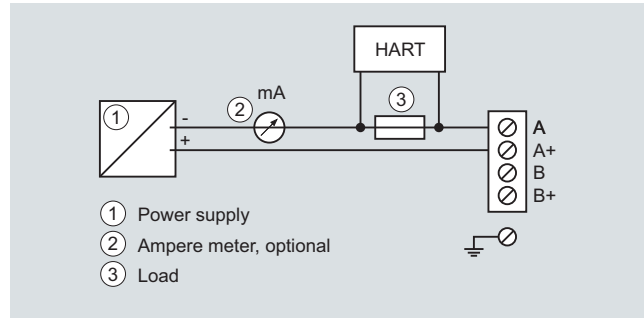 HART
mA
2
3
1
-
+
A
A+
B
B+
1 Power supply
2 Ampere meter, optional
3 Load